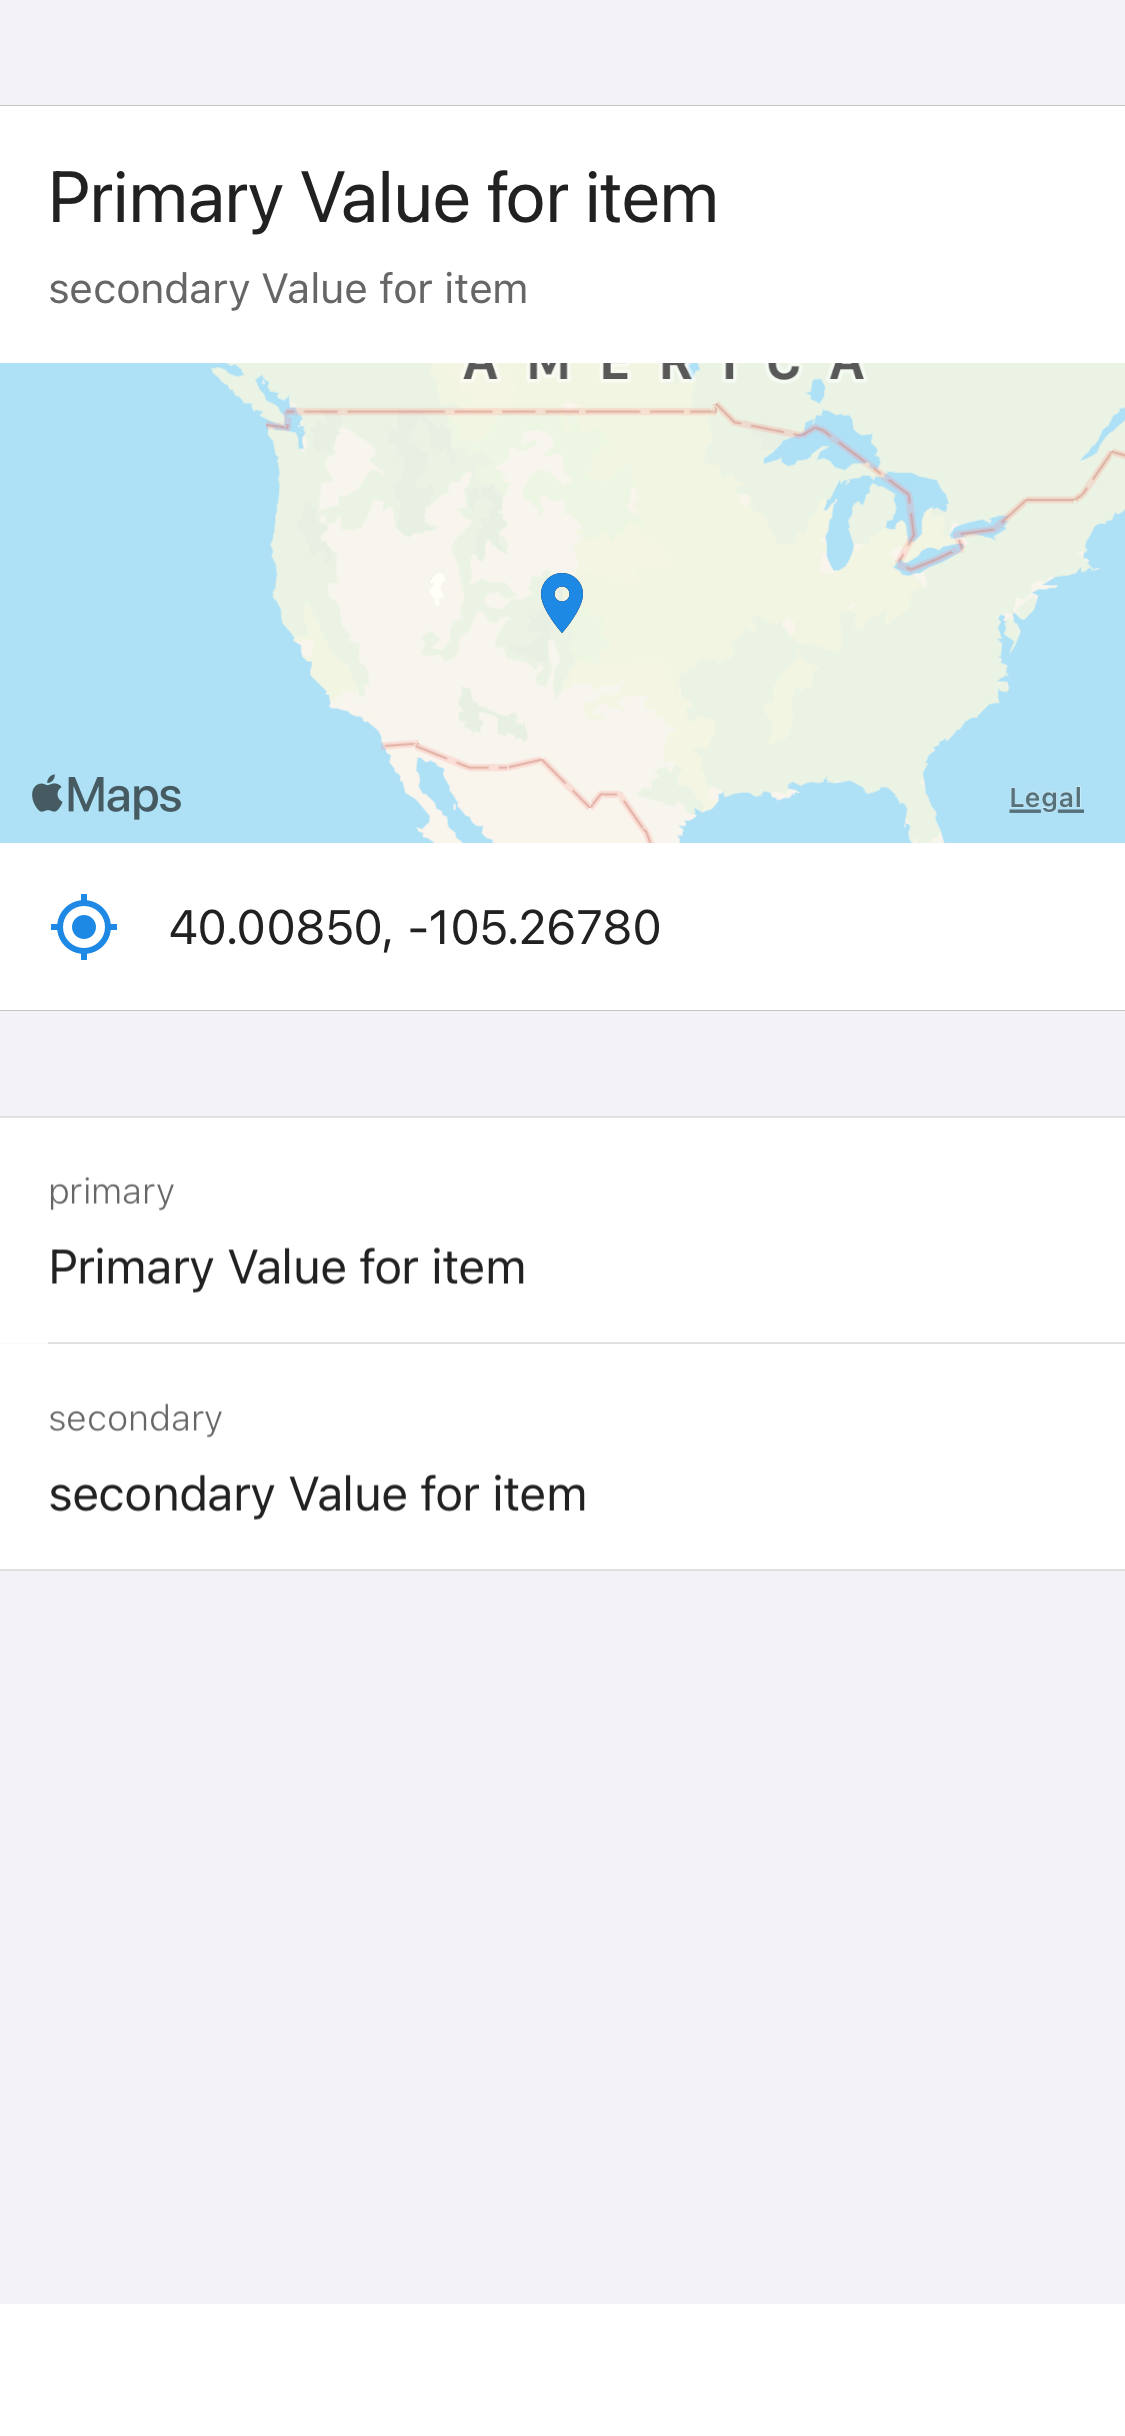 Primary Value for item
secondary Value for item
AMERICA
Maps
Legal
40.00850, -105.26780
primary
Primary Value for item
secondary
secondary Value for item